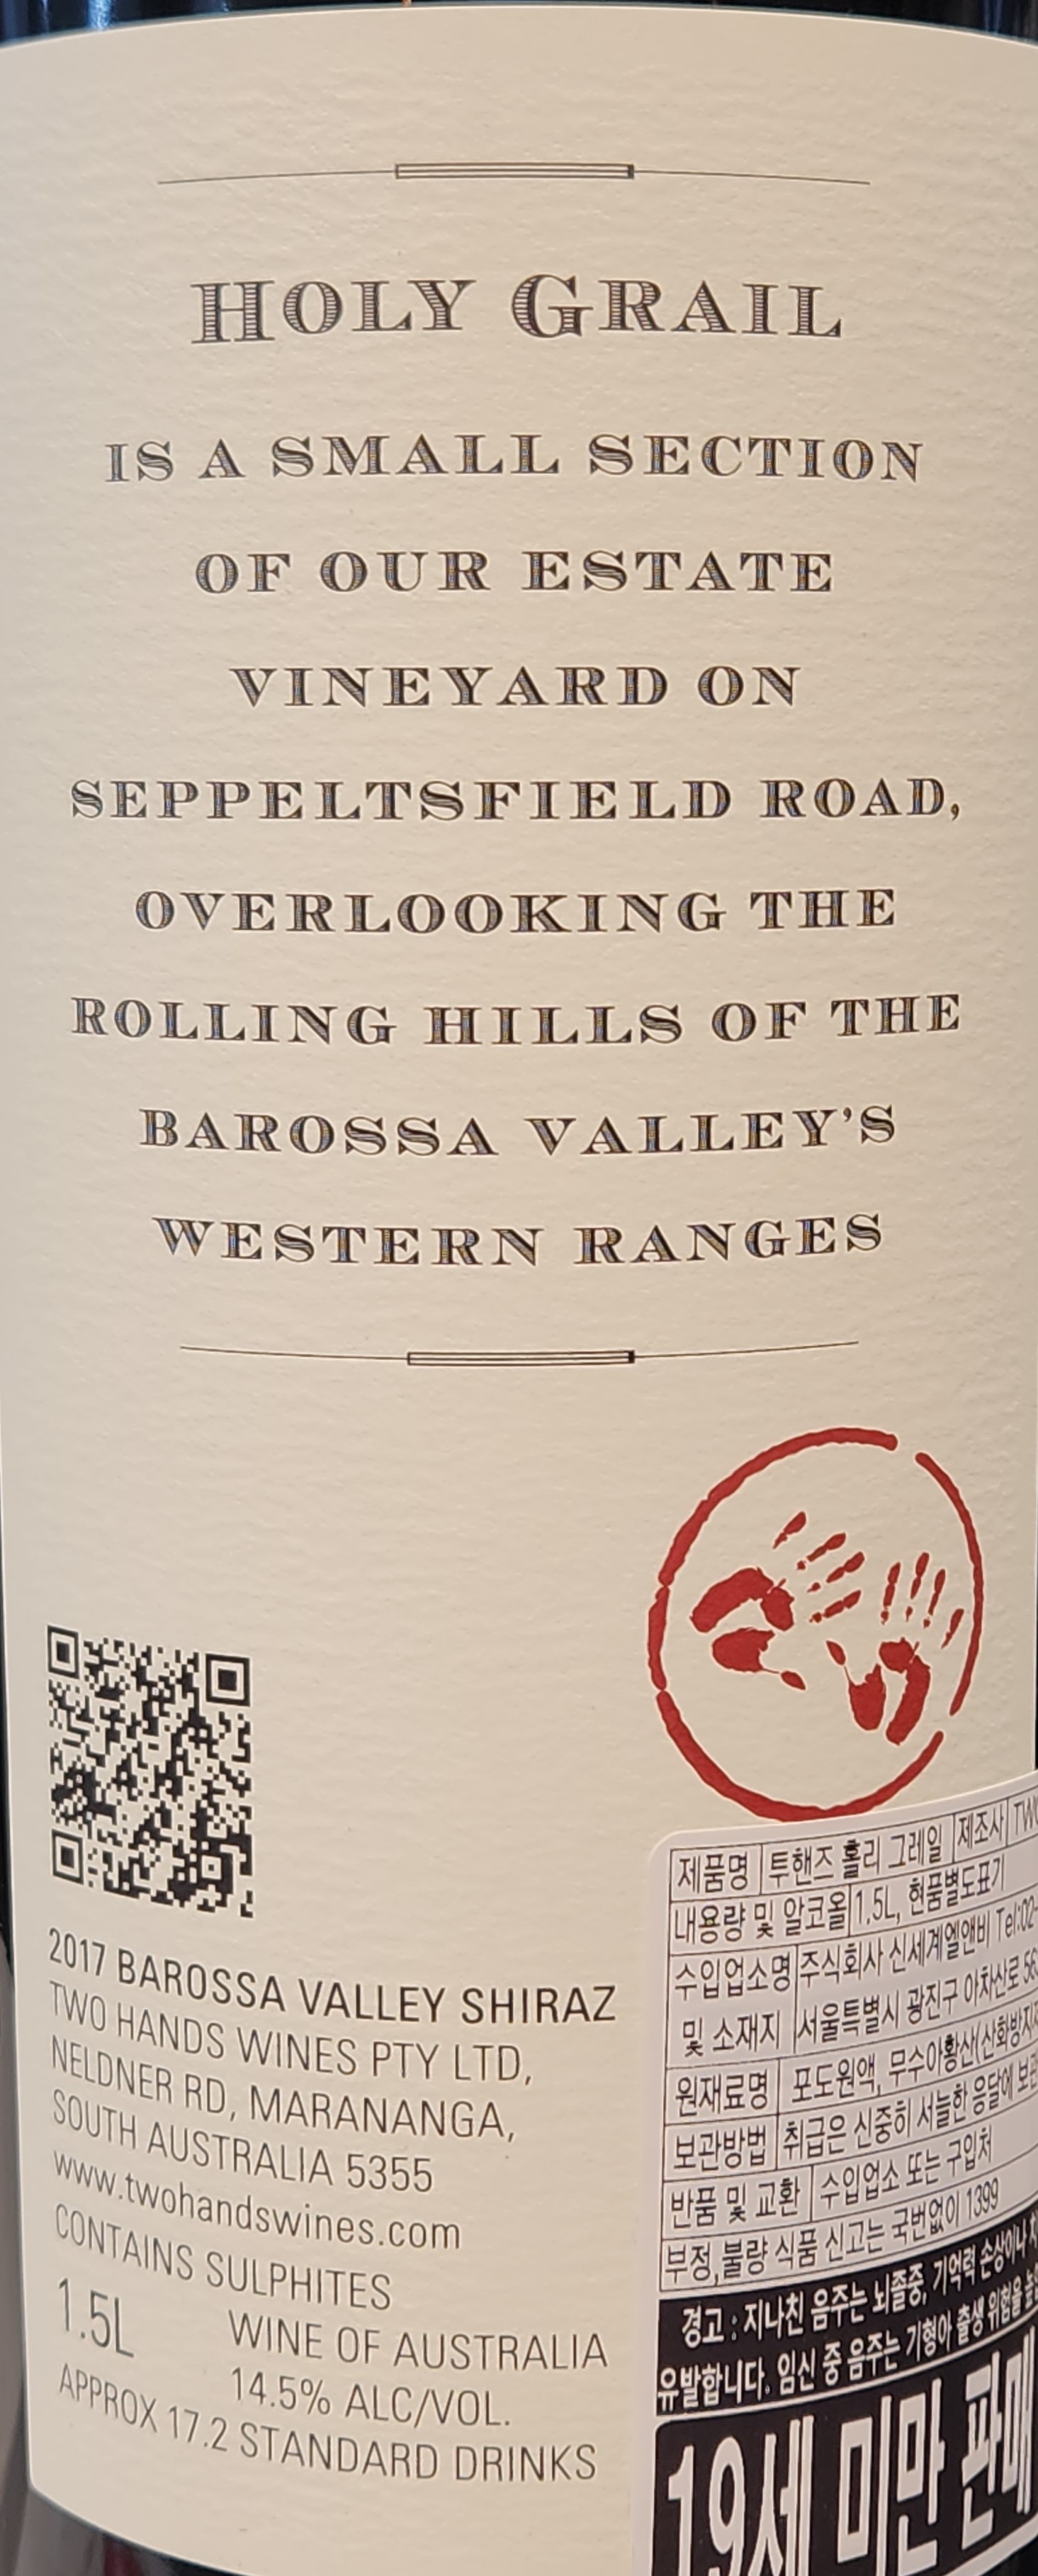 HOLY GRAIL
IS A SMALL SECTION
OF OUR ESTATE
VINEYARD ON
SEPPELTSFIELD ROAD,
OVERLOOKING THE
ROLLING HILLS OF THE
BAROSSA VALLEY'S
WESTERN RANGES
2017 BAROSSA VALLEY SHIRAZ
TWO HANDS WINES PTY LTD,
NELDNER RD, MARANANGA,
SOUTH AUSTRALIA 5355
www.twohandswines.com
CONTAINS SULPHITES
1.5L
WINE OF AUSTRALIA
14.5% ALC/VOL.
APPROX 17.2 STANDARD DRINKS
제품명 투핸즈 홀리 그레일 제조사
내용량 및 알코올 1.5L, 현품별도표기
수입업소명 주식회사 신세계엘앤비 Tel:02-
및 소재지 서울특별시 광진구 아차산로
원재료명 포도원액, 무수아황산(산화방지제
보관방법 취급은 신중히 서늘한 응달에 보관
반품 및 교환 수입업소 또는 구입처
부정,불량 식품 신고는 국번없이 1399
경고 : 지나친 음주는 뇌졸중, 기억력 손상이나
유발합니다. 임신 중 음주는 기형아 출생 위험을
19세 미만 판매